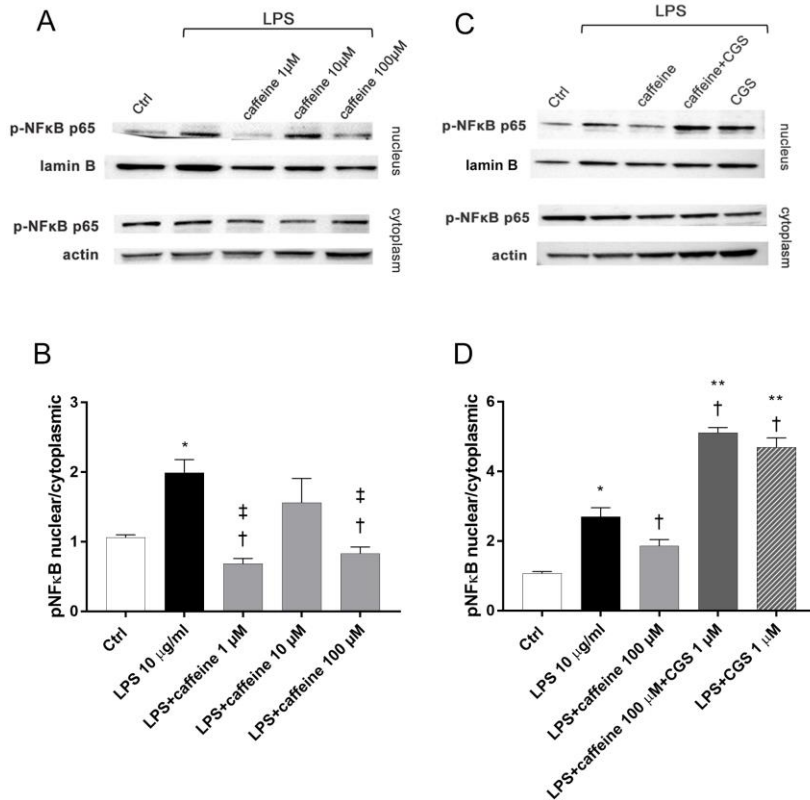 A
LPS
Ctrl
caffeine 1µM
caffeine 10µM
caffeine 100µM
p-NFκB p65
lamin B
nucleus
p-NFκB p65
actin
cytoplasm
C
LPS
Ctrl
caffeine
caffeine+CGS
CGS
p-NFκB p65
lamin B
nucleus
p-NFκB p65
actin
cytoplasm
B
pNFκB nuclear/cytoplasmic
3
2
1
0
*
‡
†
‡
†
Ctrl
LPS 10 µg/ml
LPS+caffeine 1 µM
LPS+caffeine 10 µM
LPS+caffeine 100 µM
D
pNFκB nuclear/cytoplasmic
6
4
2
0
*
†
**
†
**
†
Ctrl
LPS 10 µg/ml
LPS+caffeine 100 µM
LPS+caffeine 100 µM+CGS 1 µM
LPS+CGS 1 µM